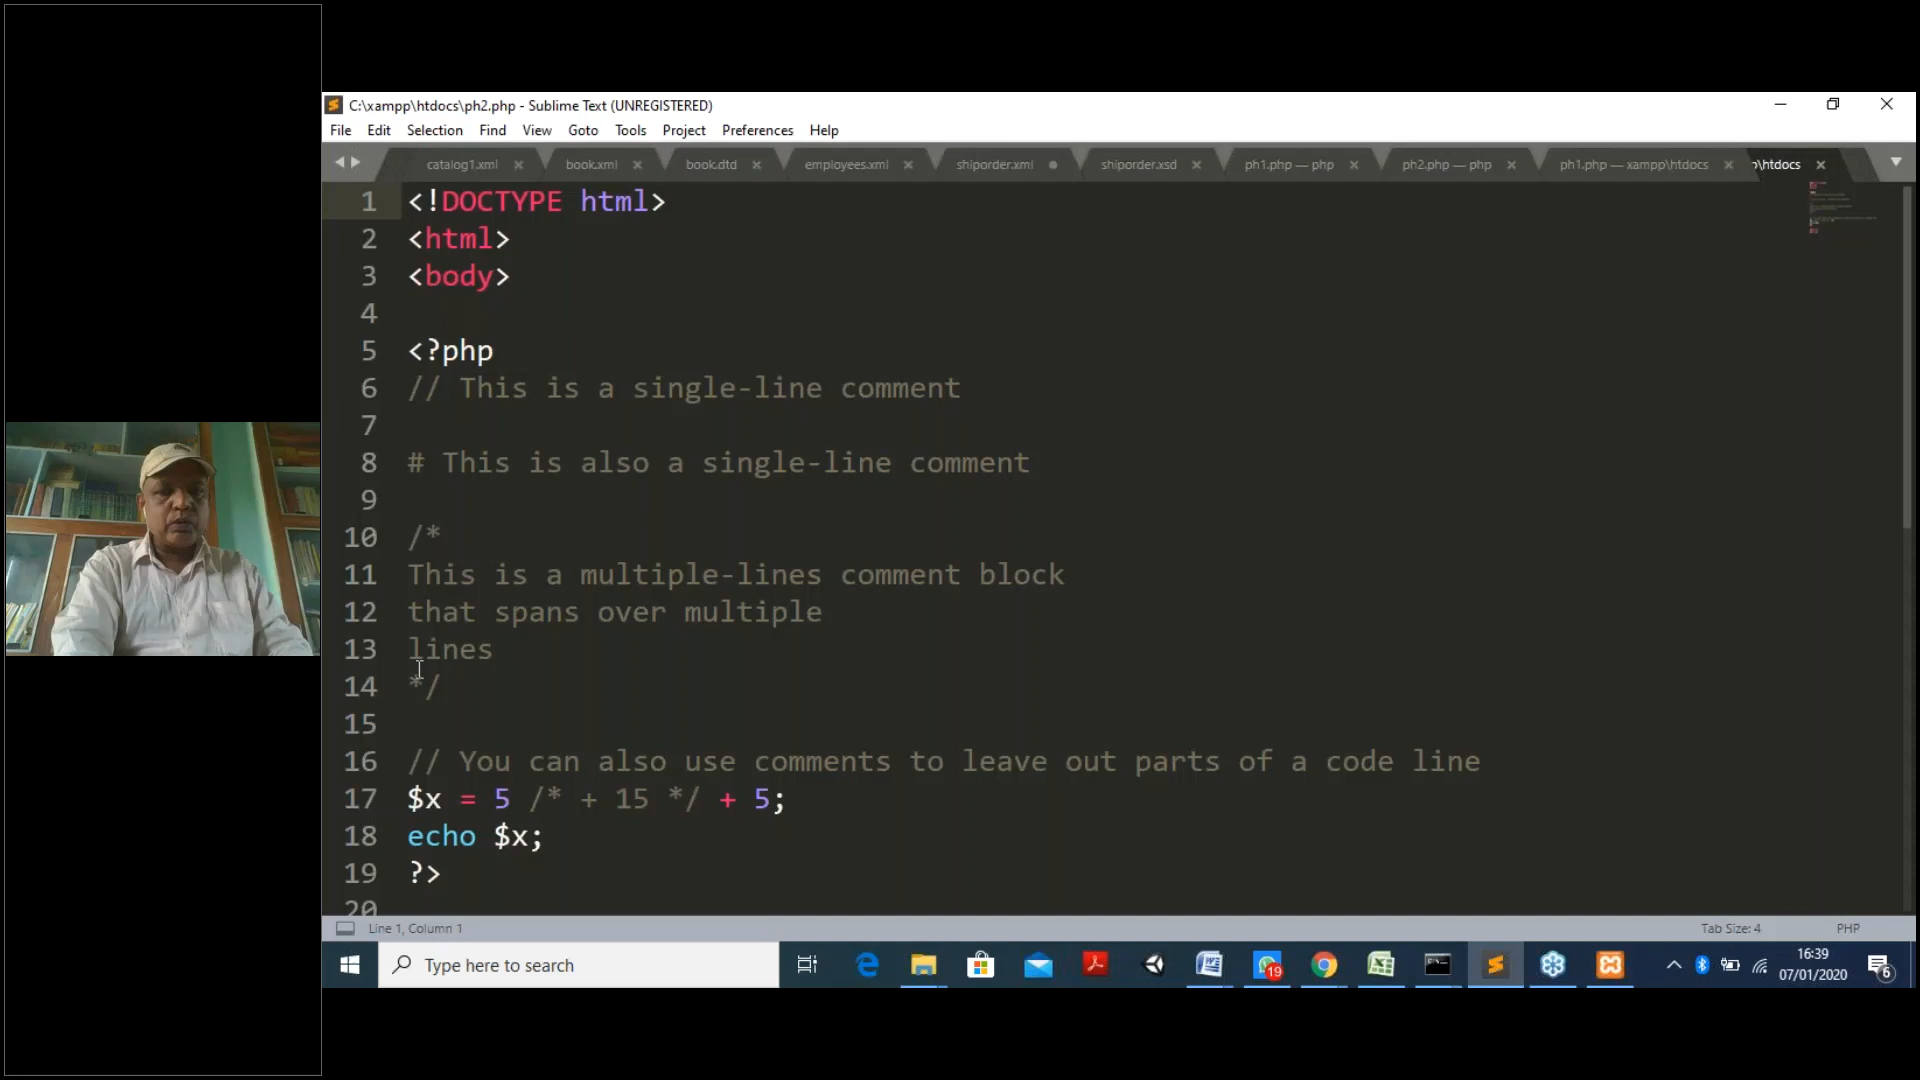 C:\xampp\htdocs\ph2.php - Sublime Text (UNREGISTERED)
File Edit Selection Find View Goto Tools Project Preferences Help
catalog1.xml book.xml book.dtd employees.xml shiporder.xml shiporder.xsd ph1.php — php ph2.php — php ph1.php — xampp\htdocs \htdocs
1 <!DOCTYPE html>
2 <html>
3 <body>
4
5 <?php
6 // This is a single-line comment
7
8 # This is also a single-line comment
9
10 /*
11 This is a multiple-lines comment block
12 that spans over multiple
13 lines
14 */
15
16 // You can also use comments to leave out parts of a code line
17 $x = 5 /* + 15 */ + 5;
18 echo $x;
19 ?>
20
Line 1, Column 1 Tab Size: 4 PHP
Type here to search 19 16:39
07/01/2020 6